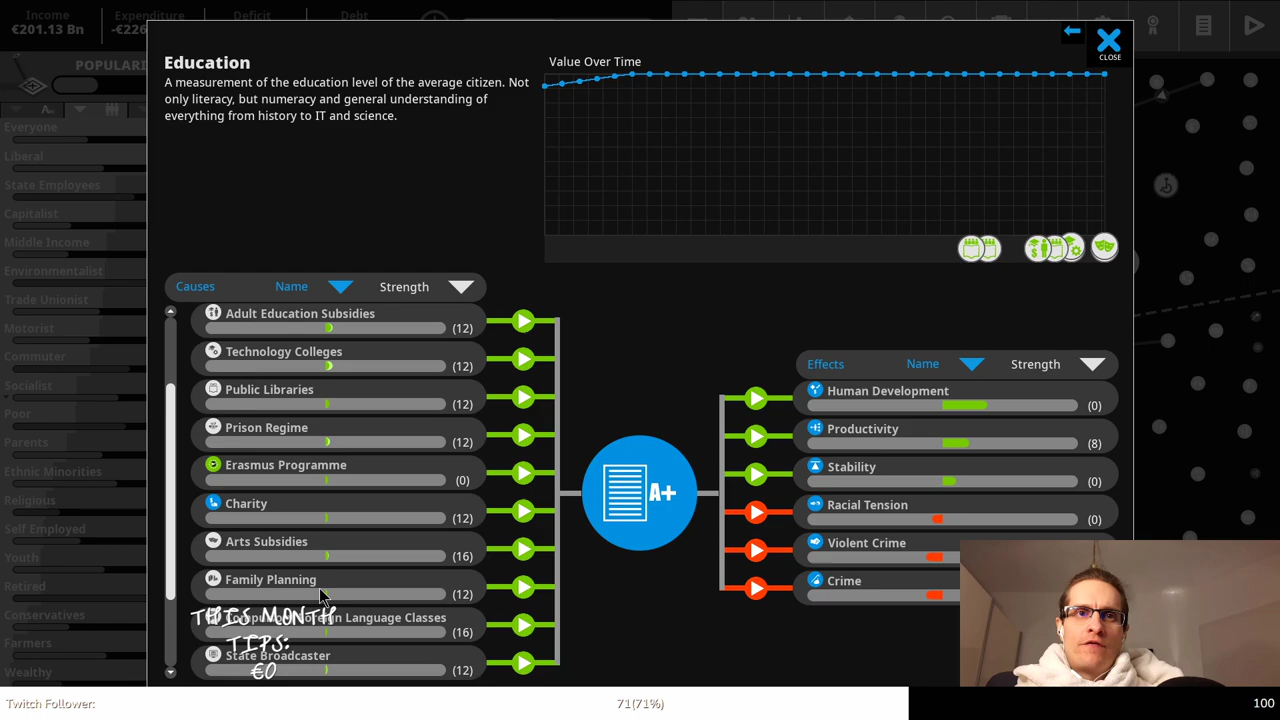 Income
Expenditure
Deficit
Debt
€201.13 Bn
-€226
Education
A measurement of the education level of the average citizen. Not
only literacy, but numeracy and general understanding of
everything from history to IT and science.
Value Over Time
CLOSE
POPULARI
A...
Everyone
Liberal
State Employees
Capitalist
Middle Income
Environmentalist
Trade Unionist
Motorist
Commuter
Socialist
Poor
Parents
Ethnic Minorities
Religious
Self Employed
Youth
Retired
Conservatives
Farmers
Wealthy
Causes
Name
Strength
Adult Education Subsidies
(12)
Technology Colleges
(12)
Public Libraries
(12)
Prison Regime
(12)
Erasmus Programme
(0)
Charity
(12)
Arts Subsidies
(16)
Family Planning
(12)
Foreign Language Classes
(16)
State Broadcaster
(12)
THIS MONTH
TIPS:
€0
A+
Effects
Name
Strength
Human Development
(0)
Productivity
(8)
Stability
(0)
Racial Tension
(0)
Violent Crime
Crime
Twitch Follower:
71(71%)
100